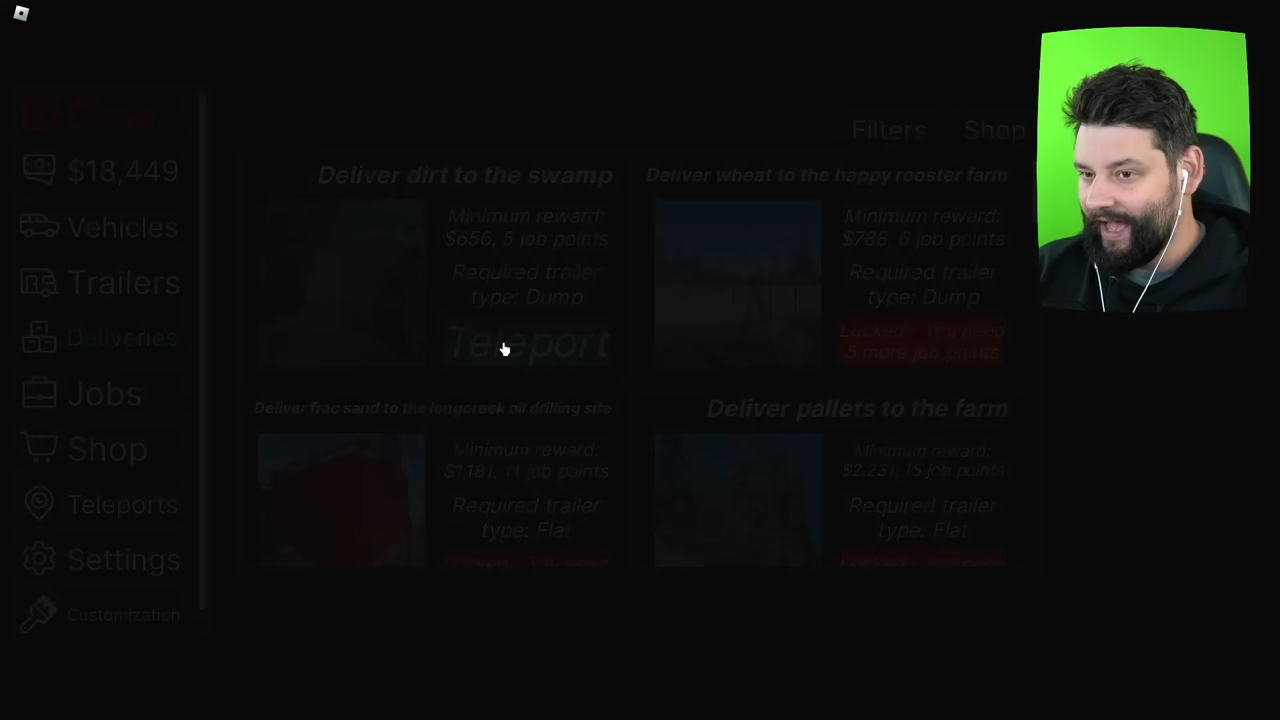 Close
$18,449
Vehicles
Trailers
Deliveries
Jobs
Shop
Teleports
Settings
Customization
Filters
Shop
Deliver dirt to the swamp
Minimum reward:
$656, 5 job points
Required trailer
type: Dump
Teleport
Deliver wheat to the happy rooster farm
Minimum reward:
$788, 6 job points
Required trailer
type: Dump
Locked - You need
5 more job points
Deliver frac sand to the longcreek oil drilling site
Minimum reward:
$1,181, 11 job points
Required trailer
type: Flat
Deliver pallets to the farm
Minimum reward:
$2,231, 15 job points
Required trailer
type: Flat